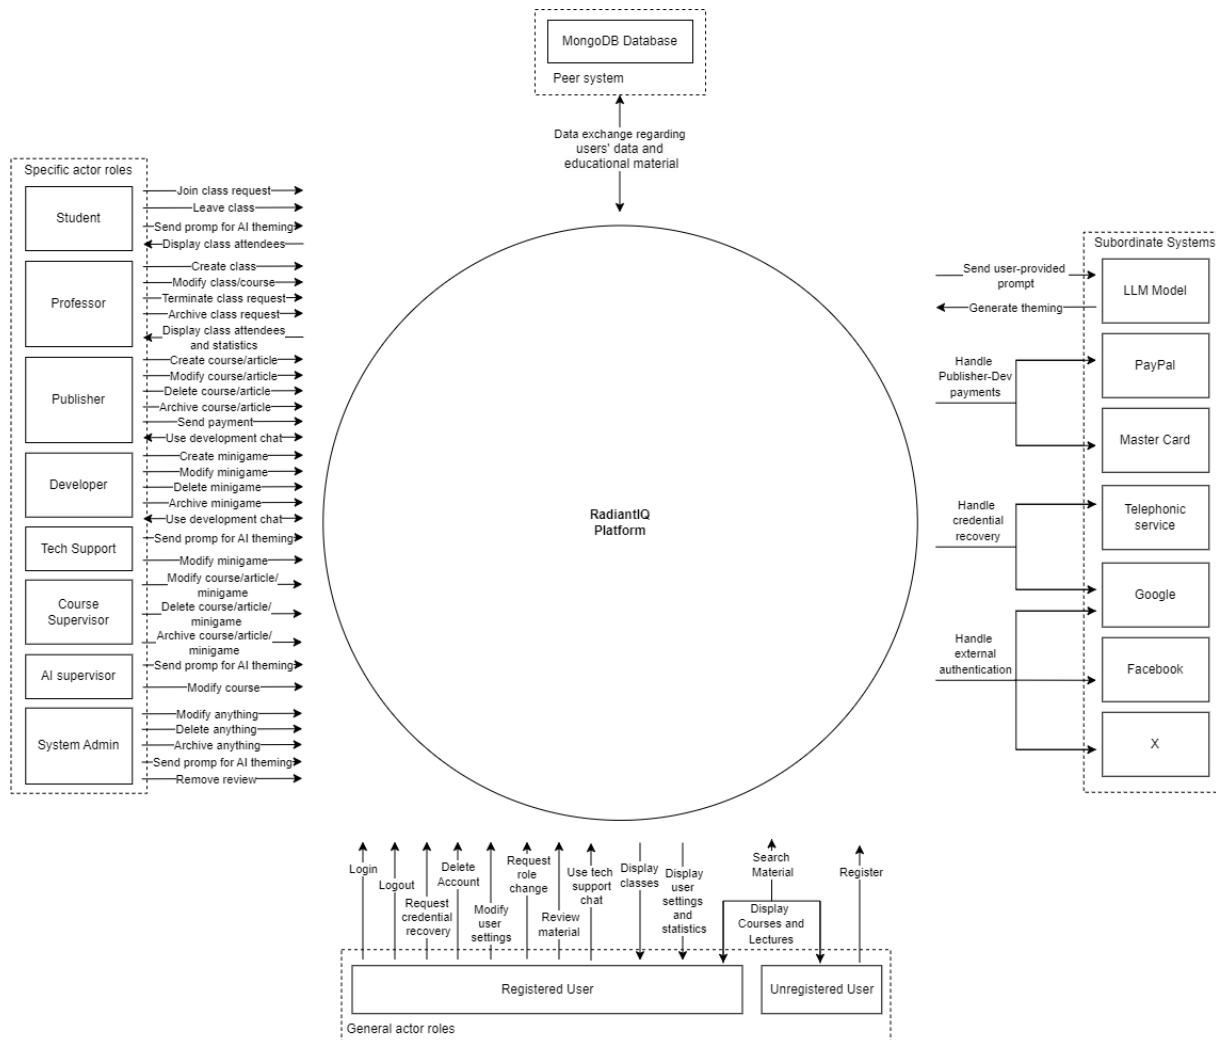 MongoDB Database
Peer system
Data exchange regarding
users' data and
educational material
Specific actor roles
Student
Join class request
Leave class
Send promp for AI theming
Display class attendees
Professor
Create class
Modify class/course
Terminate class request
Archive class request
Display class attendees
and statistics
Publisher
Create course/article
Modify course/article
Delete course/article
Archive course/article
Send payment
Use development chat
Developer
Create minigame
Modify minigame
Delete minigame
Archive minigame
Use development chat
Tech Support
Send promp for AI theming
Modify minigame
Course
Supervisor
Modify course/article/
minigame
Delete course/article/
minigame
Archive course/article/
minigame
AI supervisor
Send promp for AI theming
Modify course
System Admin
Modify anything
Delete anything
Archive anything
Send promp for AI theming
Remove review
RadiantIQ
Platform
Subordinate Systems
Send user-provided
prompt
Generate theming
LLM Model
Handle
Publisher-Dev
payments
PayPal
Master Card
Handle
credential
recovery
Telephonic
service
Google
Handle
external
authentication
Facebook
X
Login
Logout
Request
credential
recovery
Delete
Account
Modify
user
settings
Request
role
change
Review
material
Use tech
support
chat
Display
classes
Display
user
settings
and
statistics
Search
Material
Display
Courses and
Lectures
Register
Registered User
Unregistered User
General actor roles